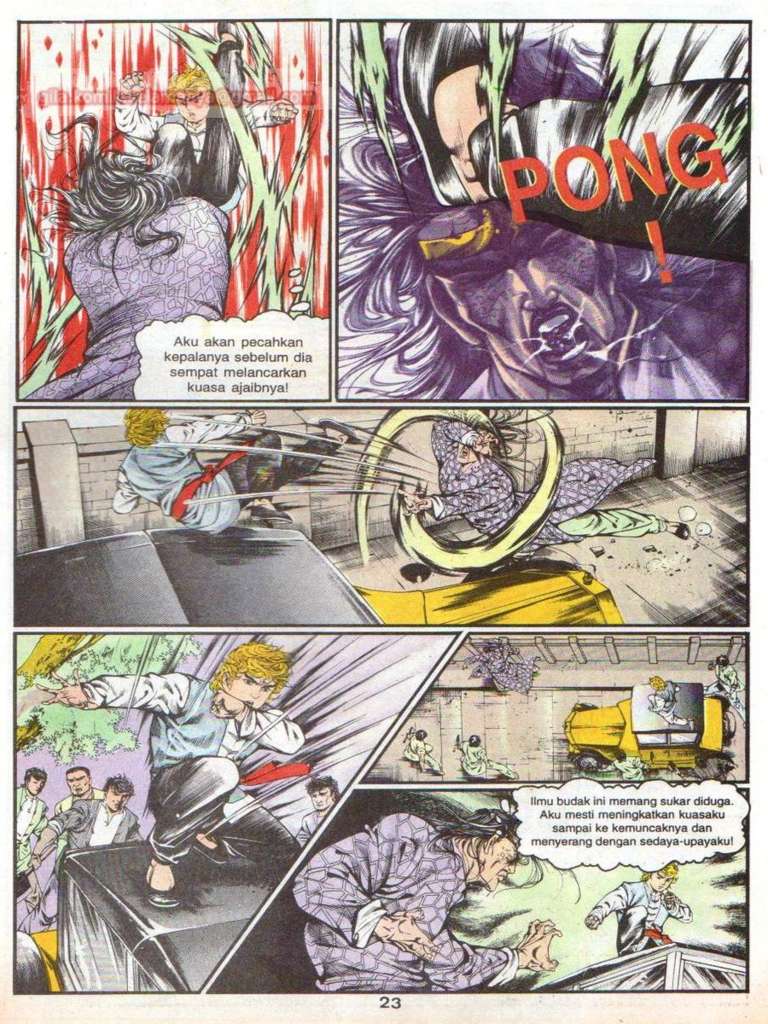 PONG
!
Aku akan pecahkan
kepalanya sebelum dia
sempat melancarkan
kuasa ajaibnya!
Ilmu budak ini memang sukar diduga.
Aku mesti meningkatkan kuasaku
sampai ke kemuncaknya dan
menyerang dengan sedaya-upayaku!
23